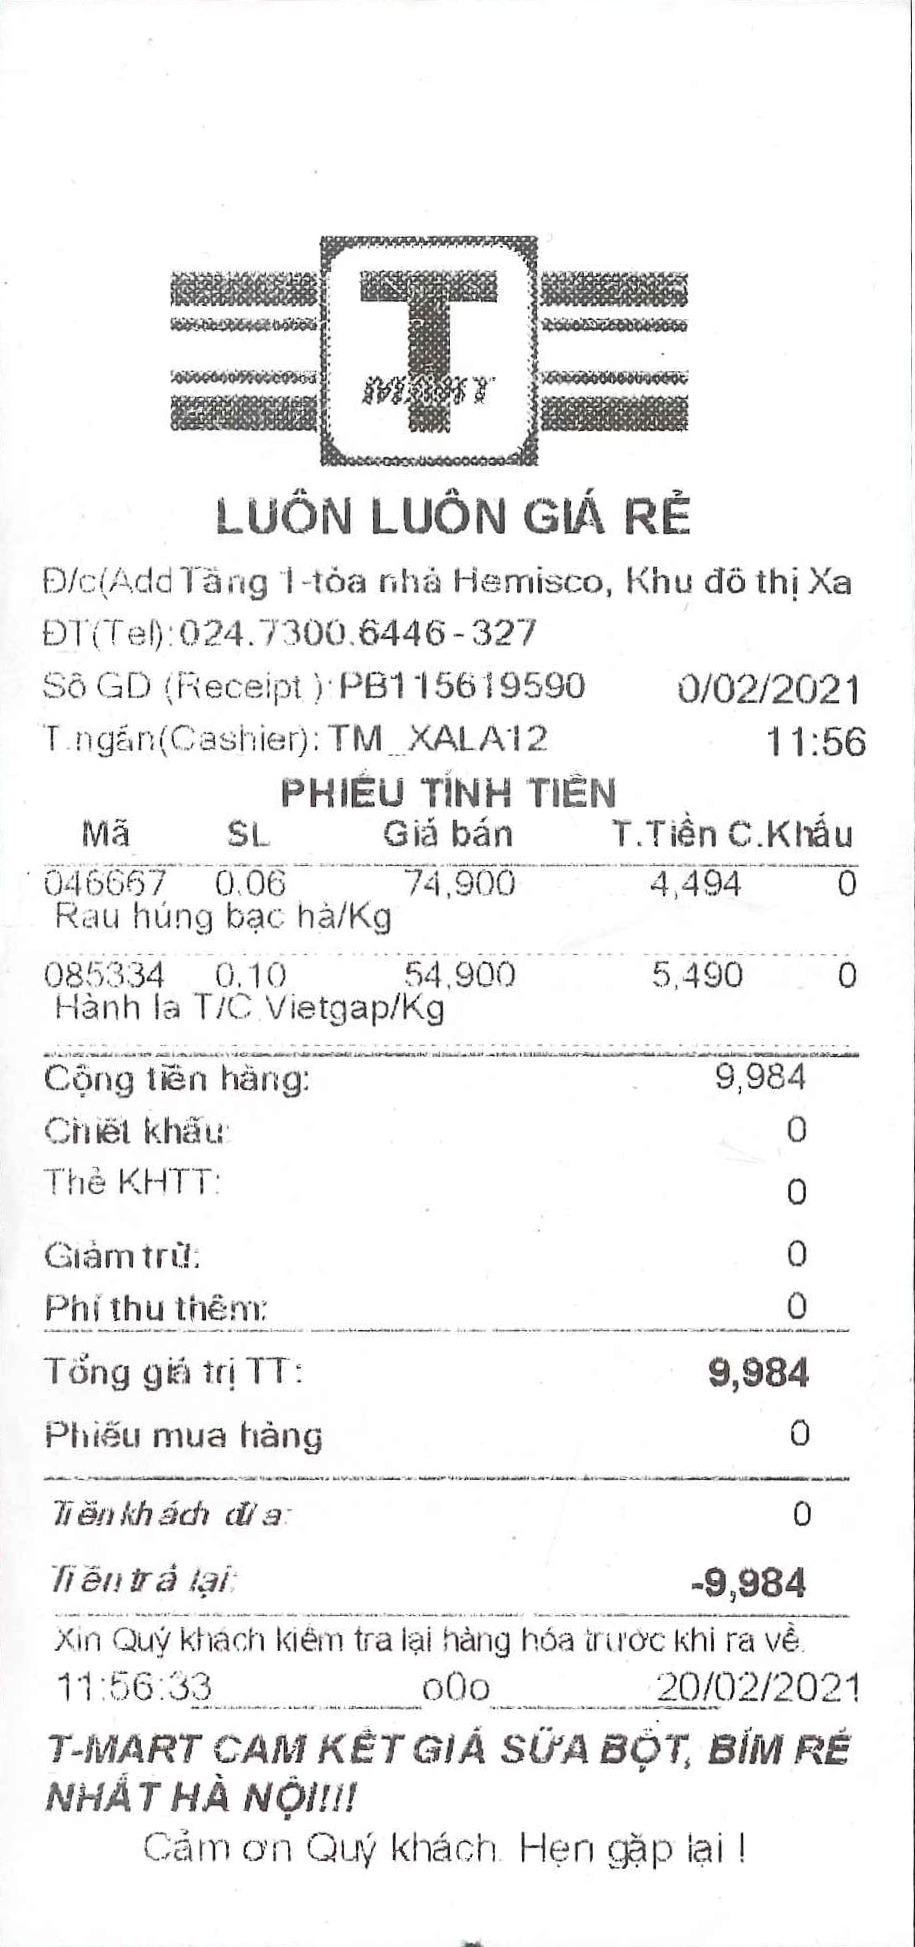 T
MART
LUÔN LUÔN GIÁ RẺ
Đ/c(Add Tầng 1-tòa nhà Hemisco, Khu đô thị Xa
ĐT(Tel):024.7300.6446-327
Số GD (Receipt ):PB115619590 0/02/2021
T.ngân(Cashier): TM_XALA12 11:56
PHIẾU TÍNH TIỀN
Mã SL Giá bán T.Tiền C.Khấu
046667 0.06 74,900 4,494 0
Rau húng bạc hà/Kg
085334 0.10 54,900 5,490 0
Hành la T/C Vietgap/Kg
Cộng tiền hàng: 9,984
Chiết khấu: 0
Thẻ KHTT: 0
Giảm trừ: 0
Phí thu thêm: 0
Tổng giá trị TT: 9,984
Phiếu mua hàng 0
Tiền khách đưa: 0
Tiền trả lại: -9,984
Xin Quý khách kiểm tra lại hàng hóa trước khi ra về.
11:56:33 o0o 20/02/2021
T-MART CAM KẾT GIÁ SỮA BỘT, BỈM RẺ
NHẤT HÀ NỘI!!!!
Cảm ơn Quý khách. Hẹn gặp lại !